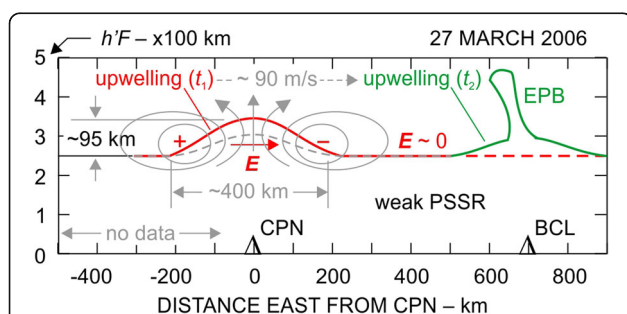 h'F – x100 km 27 MARCH 2006
5
upwelling (t1) ~ 90 m/s upwelling (t2) EPB
4
~95 km + – E ~ 0
3
E
2
~400 km weak PSSR
1
no data CPN BCL
0
-400 -200 0 200 400 600 800
DISTANCE EAST FROM CPN – km